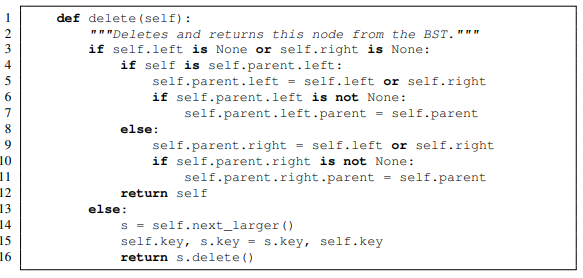 1 def delete(self):
2 """Deletes and returns this node from the BST."""
3 if self.left is None or self.right is None:
4 if self is self.parent.left:
5 self.parent.left = self.left or self.right
6 if self.parent.left is not None:
7 self.parent.left.parent = self.parent
8 else:
9 self.parent.right = self.left or self.right
10 if self.parent.right is not None:
11 self.parent.right.parent = self.parent
12 return self
13 else:
14 s = self.next_larger()
15 self.key, s.key = s.key, self.key
16 return s.delete()